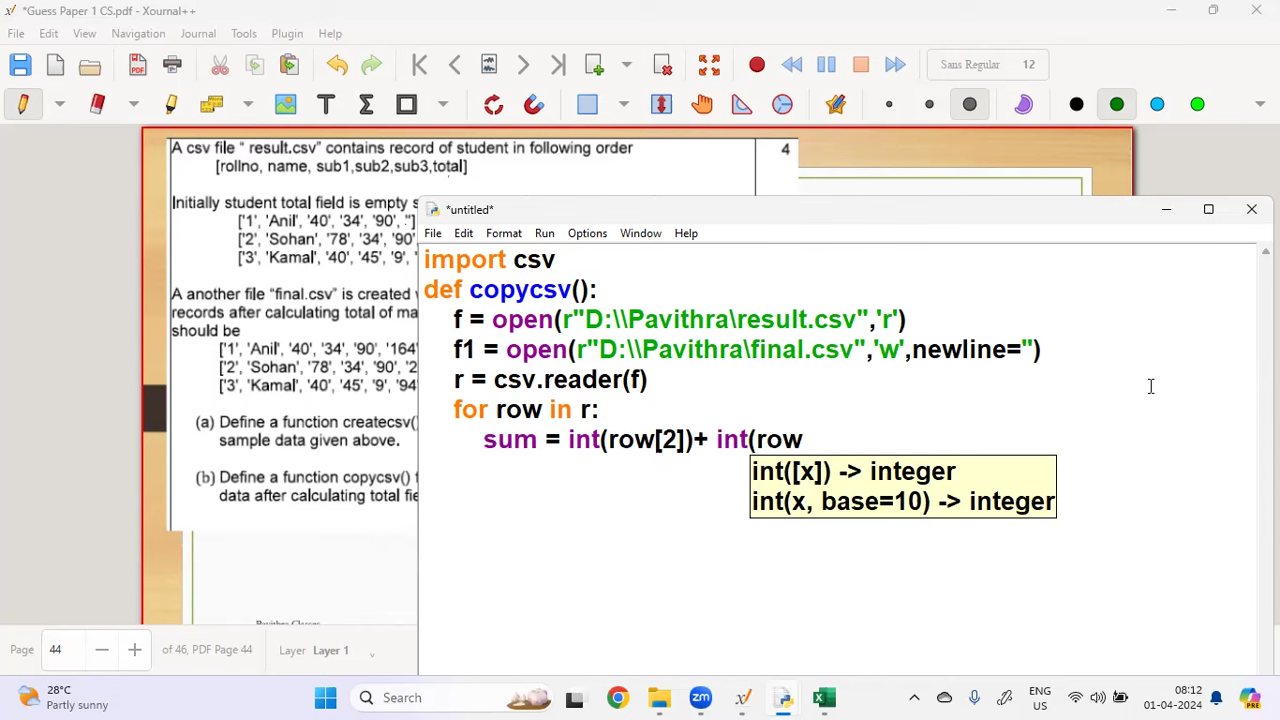 *Guess Paper 1 CS.pdf - Xournal++
File Edit View Navigation Journal Tools Plugin Help
Sans Regular 12
A csv file “ result.csv” contains record of student in following order
[rollno, name, sub1,sub2,sub3,total]
4
Initially student total field is empty s
['1', 'Anil', '40', '34', '90', '']
['2', 'Sohan', '78', '34', '90'
['3', 'Kamal', '40', '45', '9', '
A another file “final.csv” is created
records after calculating total of ma
should be
['1', 'Anil', '40', '34', '90', '164'
['2', 'Sohan', '78', '34', '90', '2
['3', 'Kamal', '40', '45', '9', '94'
(a) Define a function createcsv()
sample data given above.
(b) Define a function copycsv()
data after calculating total fie
Pavithra Classes
*untitled*
File Edit Format Run Options Window Help
import csv
def copycsv():
f = open(r"D:\\Pavithra\result.csv",'r')
f1 = open(r"D:\\Pavithra\final.csv",'w',newline='')
r = csv.reader(f)
for row in r:
sum = int(row[2])+ int(row
int([x]) -> integer
int(x, base=10) -> integer
Page 44 of 46, PDF Page 44 Layer Layer 1
28°C
Partly sunny
Search
zm
ENG
US
08:12
01-04-2024
PRE